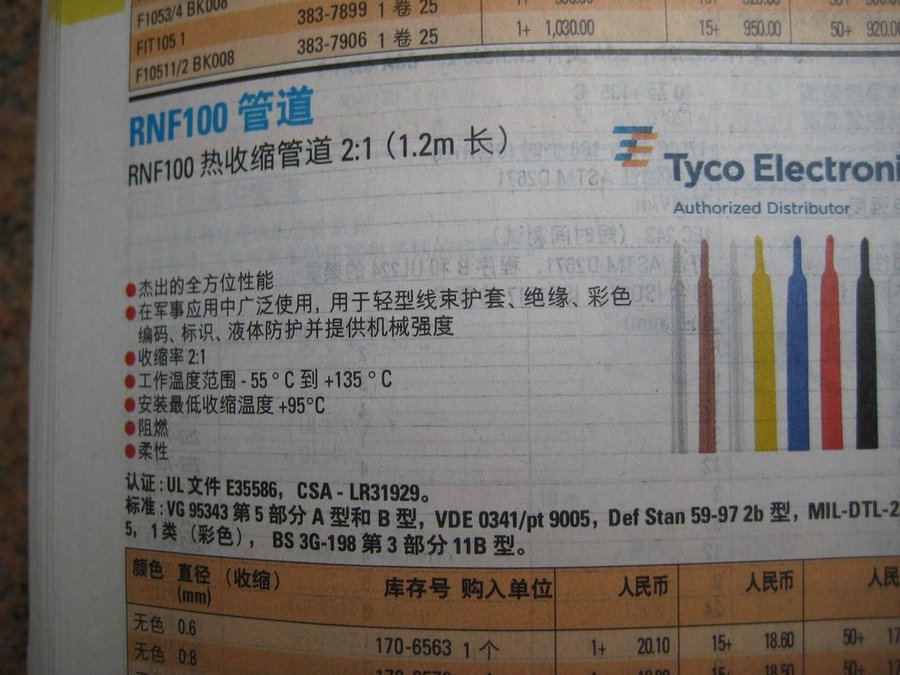 F1053/4 BK008 383-7899 1 卷 25
FIT105 1 383-7906 1 卷 25 1+ 1,030.00 15+ 950.00 50+ 920.00
F10511/2 BK008
RNF100 管道
RNF100 热收缩管道 2:1（1.2m 长）
Tyco Electroni
Authorized Distributor
杰出的全方位性能
在军事应用中广泛使用，用于轻型线束护套、绝缘、彩色
编码、标识、液体防护并提供机械强度
收缩率 2:1
工作温度范围 - 55 ° C 到 +135 ° C
安装最低收缩温度 +95°C
阻燃
柔性
认证 : UL 文件 E35586，CSA - LR31929。
标准 : VG 95343 第 5 部分 A 型和 B 型，VDE 0341/pt 9005，Def Stan 59-97 2b 型，MIL-DTL-2
5，1 类（彩色），BS 3G-198 第 3 部分 11B 型。
颜色 直径（收缩） 库存号 购入单位 人民币 人民币 人民
(mm)
无色 0.6 170-6563 1 个 1+ 20.10 15+ 18.60 50+ 17
无色 0.8